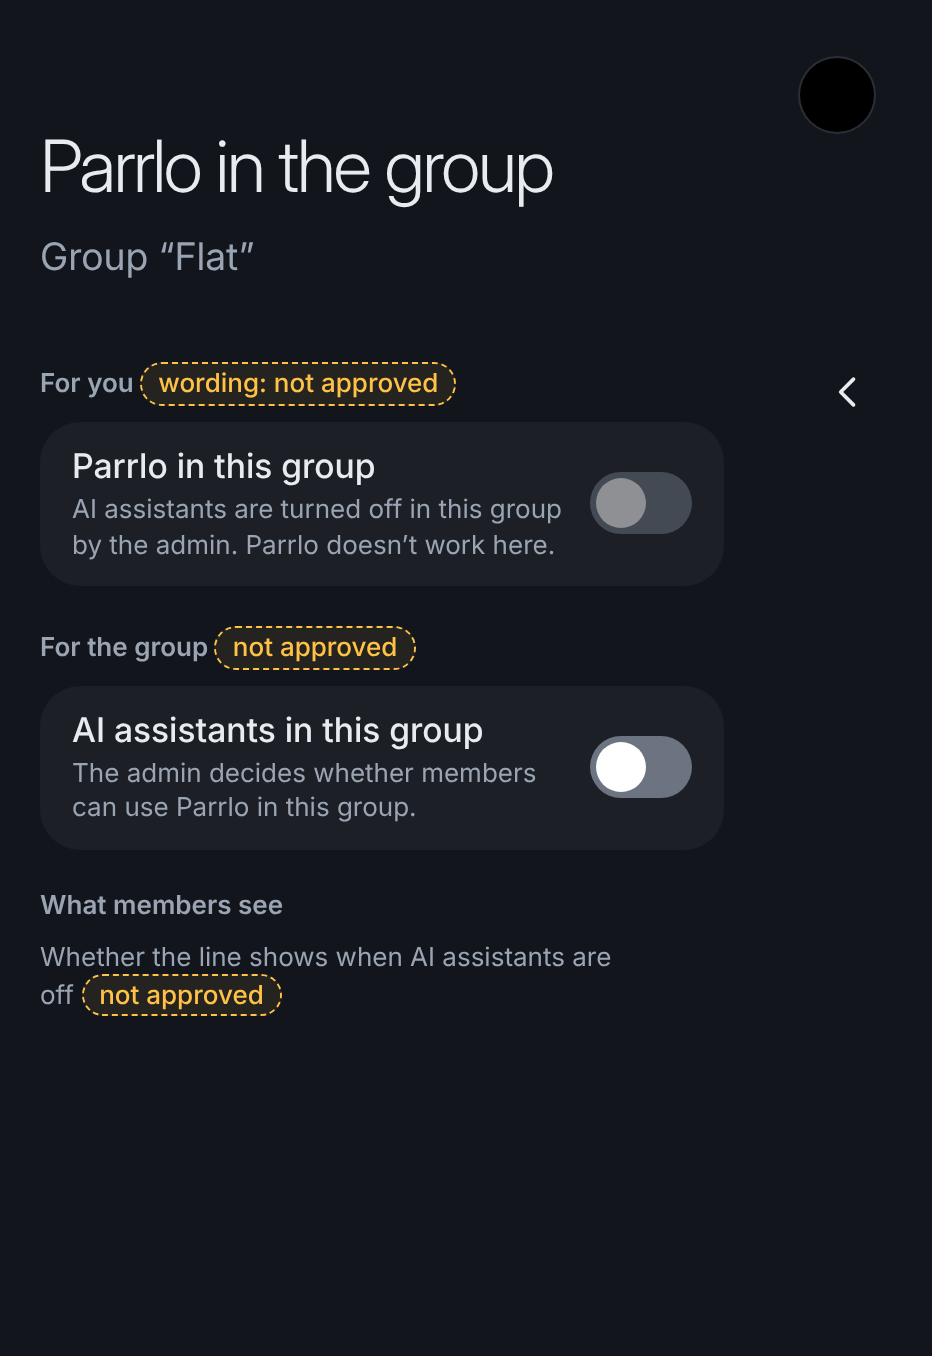 Parrlo in the group
Group “Flat”
For you wording: not approved
Parrlo in this group
AI assistants are turned off in this group
by the admin. Parrlo doesn’t work here.
For the group not approved
AI assistants in this group
The admin decides whether members
can use Parrlo in this group.
What members see
Whether the line shows when AI assistants are
off not approved